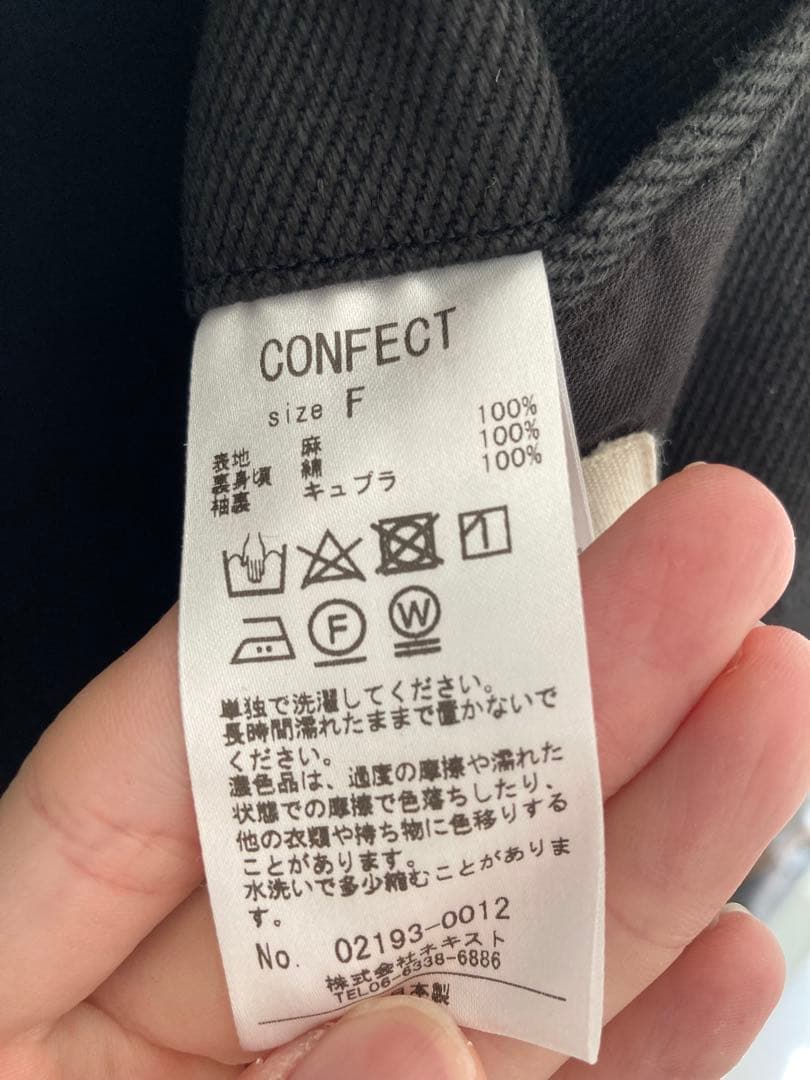 CONFECT
size F
表地 麻 100%
裏身頃 綿 100%
袖裏 キュプラ 100%
F W
単独で洗濯してください。
長時間濡れたままで置かないで
ください。
濃色品は、過度の摩擦や濡れた
状態での摩擦で色落ちしたり、
他の衣類や持ち物に色移りする
ことがあります。
水洗いで多少縮むことがありま
す。
No. 02193-0012
株式会社ネキスト
TEL06-6338-6886
日本製